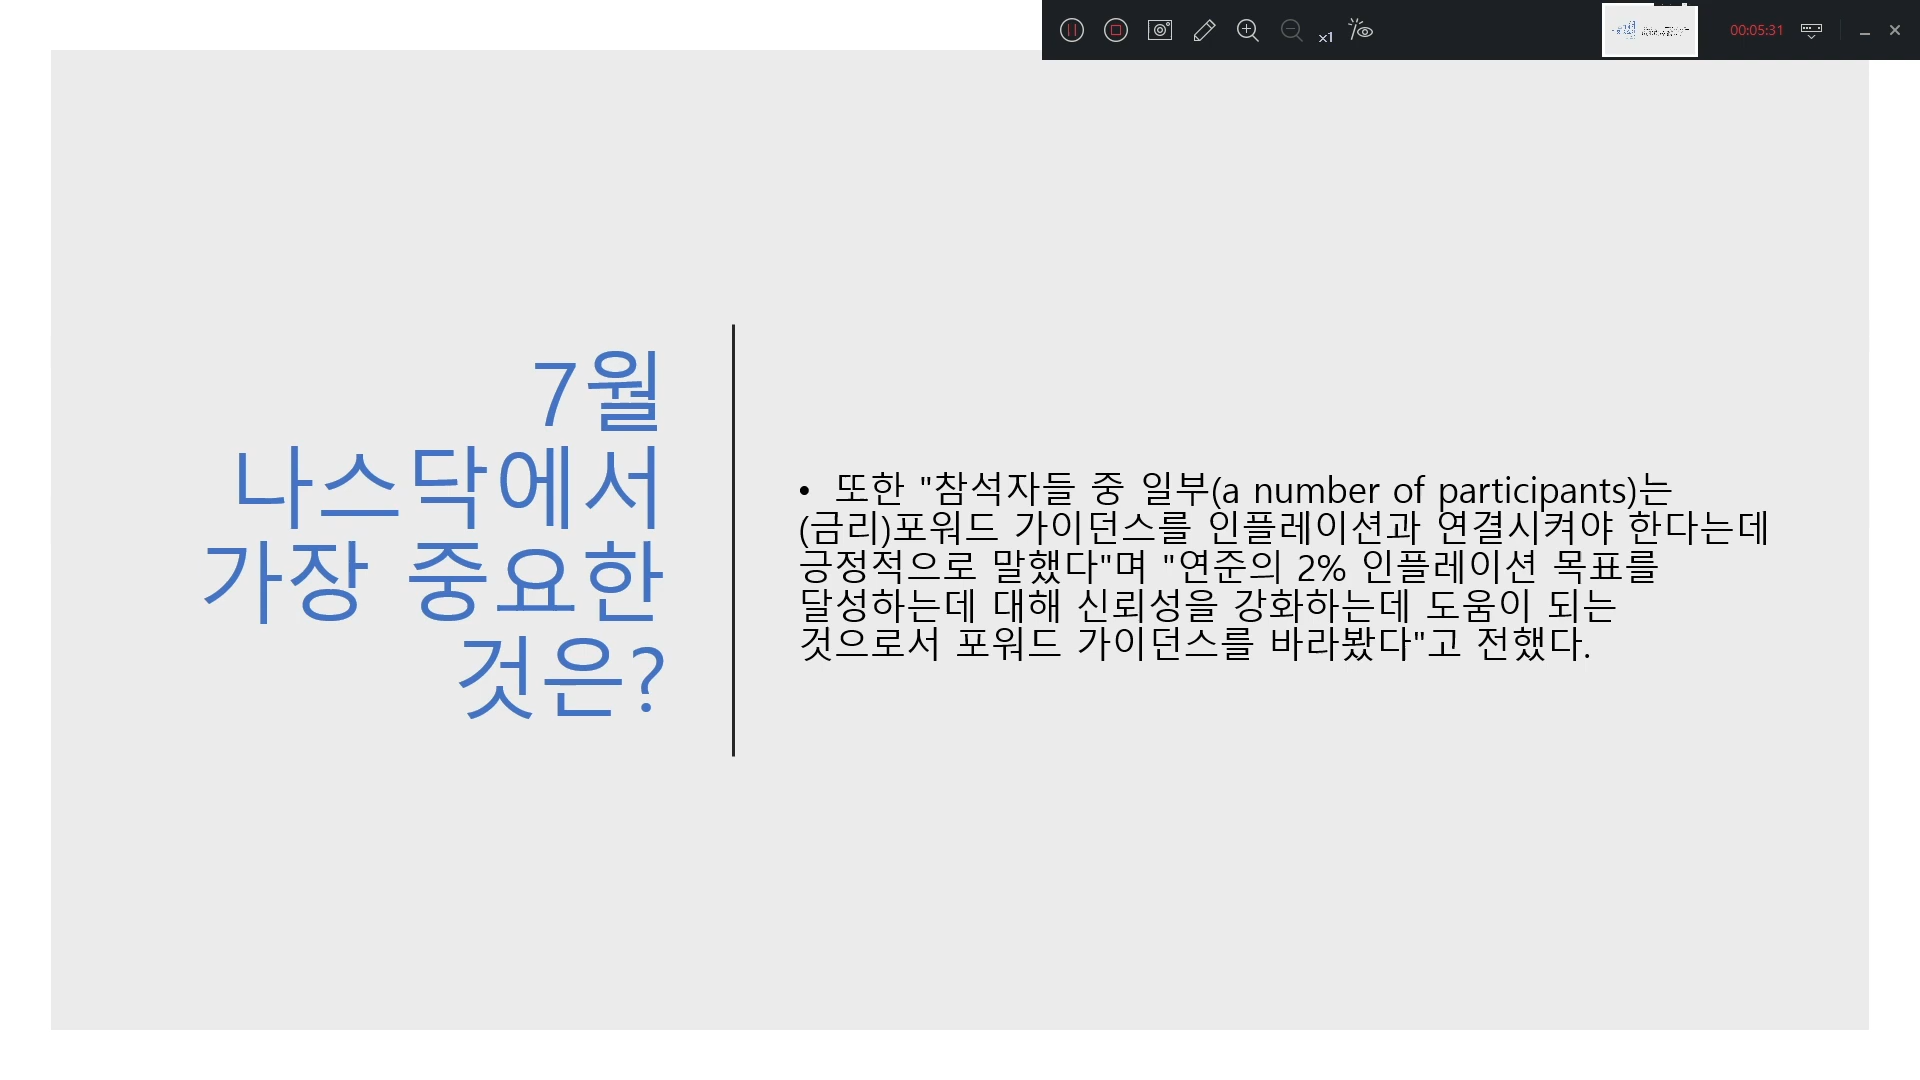 x1
00:05:31
7월
나스닥에서
가장 중요한
것은?
• 또한 "참석자들 중 일부(a number of participants)는
(금리)포워드 가이던스를 인플레이션과 연결시켜야 한다는데
긍정적으로 말했다"며 "연준의 2% 인플레이션 목표를
달성하는데 대해 신뢰성을 강화하는데 도움이 되는
것으로서 포워드 가이던스를 바라봤다"고 전했다.